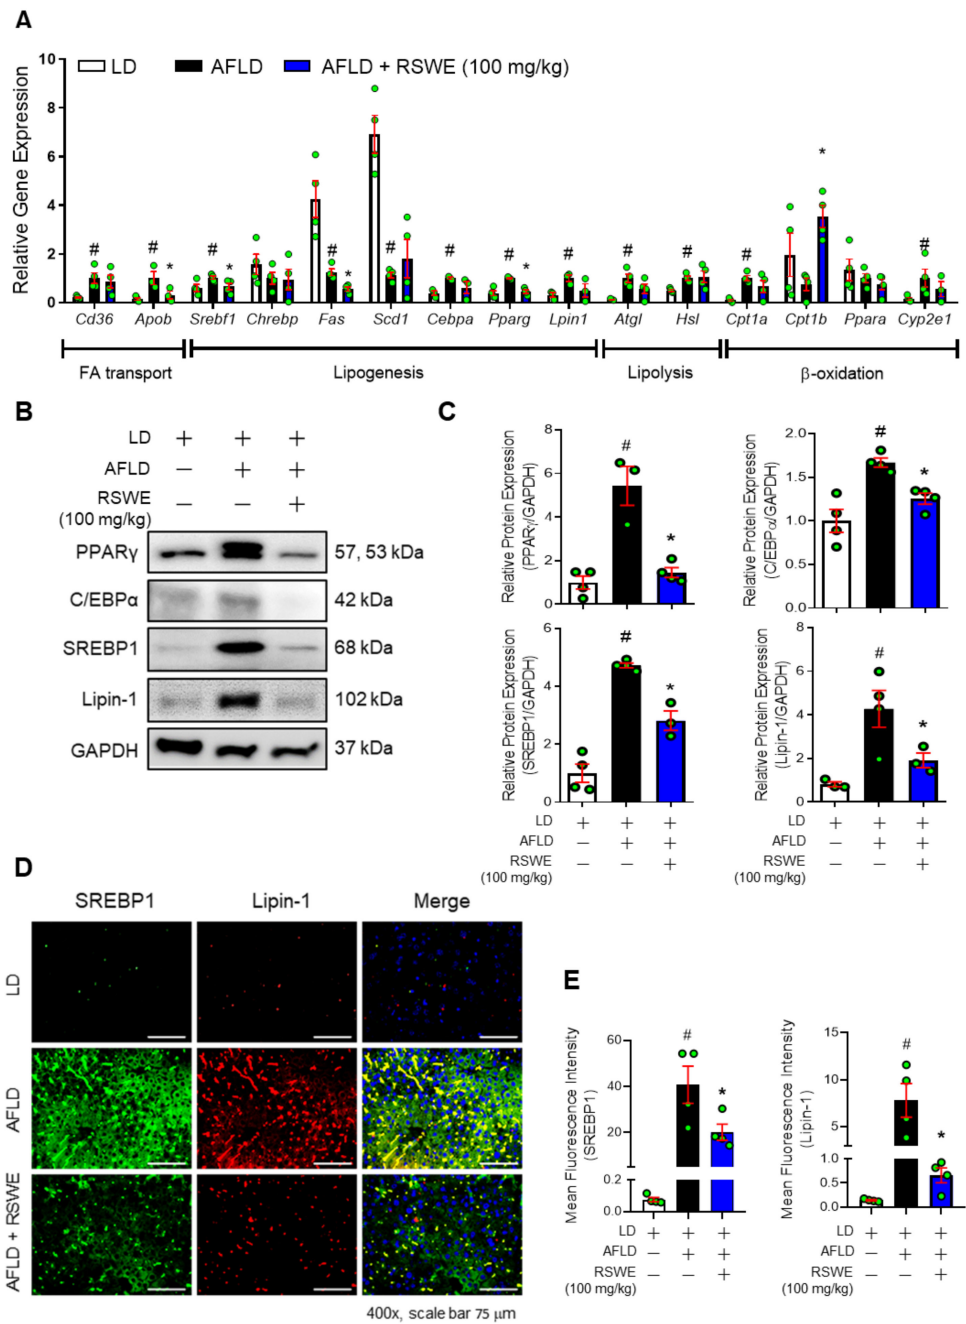 A
LD AFLD AFLD + RSWE (100 mg/kg)
Relative Gene Expression
10
8
6
4
2
0
# # * # * # * # # # * # # # # * #
Cd36 Apob Srebf1 Chrebp Fas Scd1 Cebpa Pparg Lpin1 Atgl Hsl Cpt1a Cpt1b Ppara Cyp2e1
FA transport Lipogenesis Lipolysis β-oxidation
B
LD + + +
AFLD – + +
RSWE – – +
(100 mg/kg)
PPARγ 57, 53 kDa
C/EBPα 42 kDa
SREBP1 68 kDa
Lipin-1 102 kDa
GAPDH 37 kDa
C
Relative Protein Expression
(PPARγ/GAPDH)
8
6
4
2
0
# *
Relative Protein Expression
(C/EBPα/GAPDH)
2.0
1.5
1.0
0.5
0.0
# *
Relative Protein Expression
(SREBP1/GAPDH)
6
4
2
0
# *
LD + + +
AFLD – + +
RSWE – – +
(100 mg/kg)
Relative Protein Expression
(Lipin-1/GAPDH)
8
6
4
2
0
# *
LD + + +
AFLD – + +
RSWE – – +
(100 mg/kg)
D
SREBP1 Lipin-1 Merge
LD
AFLD
AFLD + RSWE
400x, scale bar 75 μm
E
Mean Fluorescence Intensity
(SREBP1)
60
40
20
0.2
0.0
# *
LD + + +
AFLD – + +
RSWE – – +
(100 mg/kg)
Mean Fluorescence Intensity
(Lipin-1)
15
10
5
1.0
0.5
0.0
# *
LD + + +
AFLD – + +
RSWE – – +
(100 mg/kg)